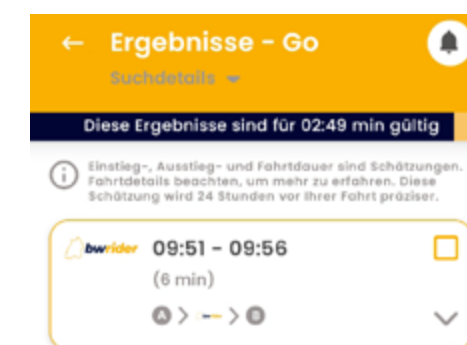 ← Ergebnisse - Go
Suchdetails
Diese Ergebnisse sind für 02:49 min gültig
Einstieg-, Ausstieg- und Fahrtdauer sind Schätzungen.
Fahrtdetails beachten, um mehr zu erfahren. Diese
Schätzung wird 24 Stunden vor Ihrer Fahrt präziser.
bwrider 09:51 - 09:56
(6 min)
A > > B